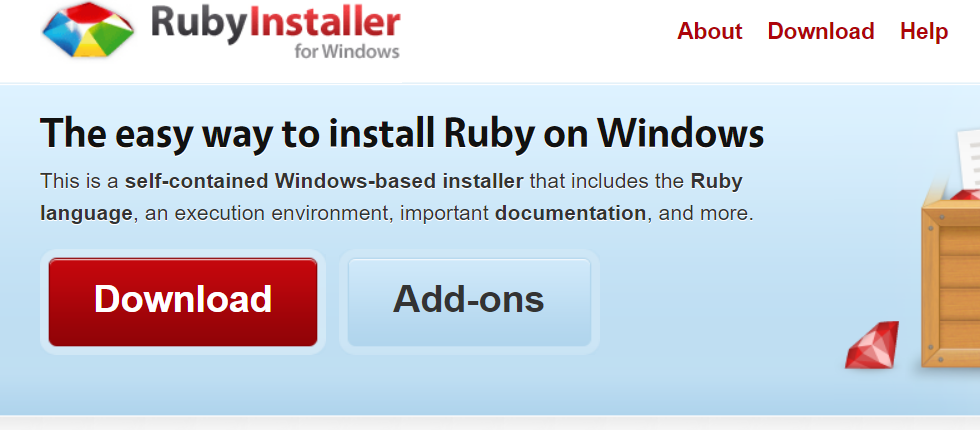 RubyInstaller
for Windows
About Download Help
The easy way to install Ruby on Windows
This is a self-contained Windows-based installer that includes the Ruby
language, an execution environment, important documentation, and more.
Download Add-ons